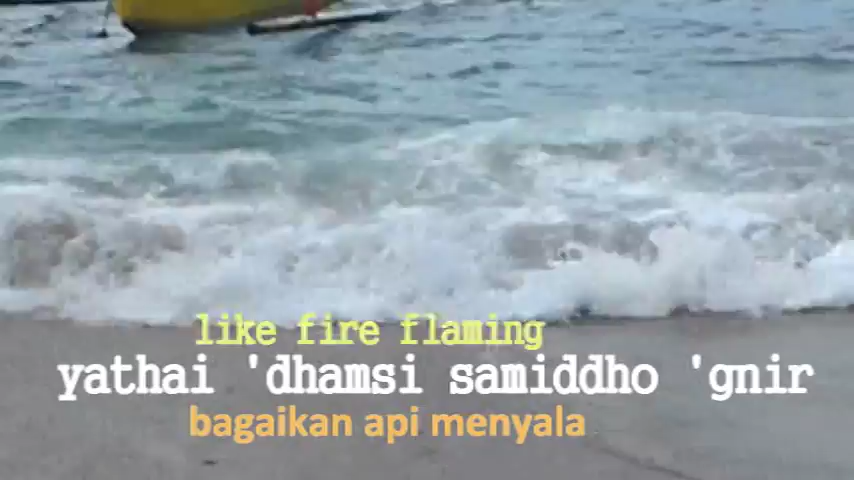 like fire flaming
yathai 'dhamsi samiddho 'gnir
bagaikan api menyala